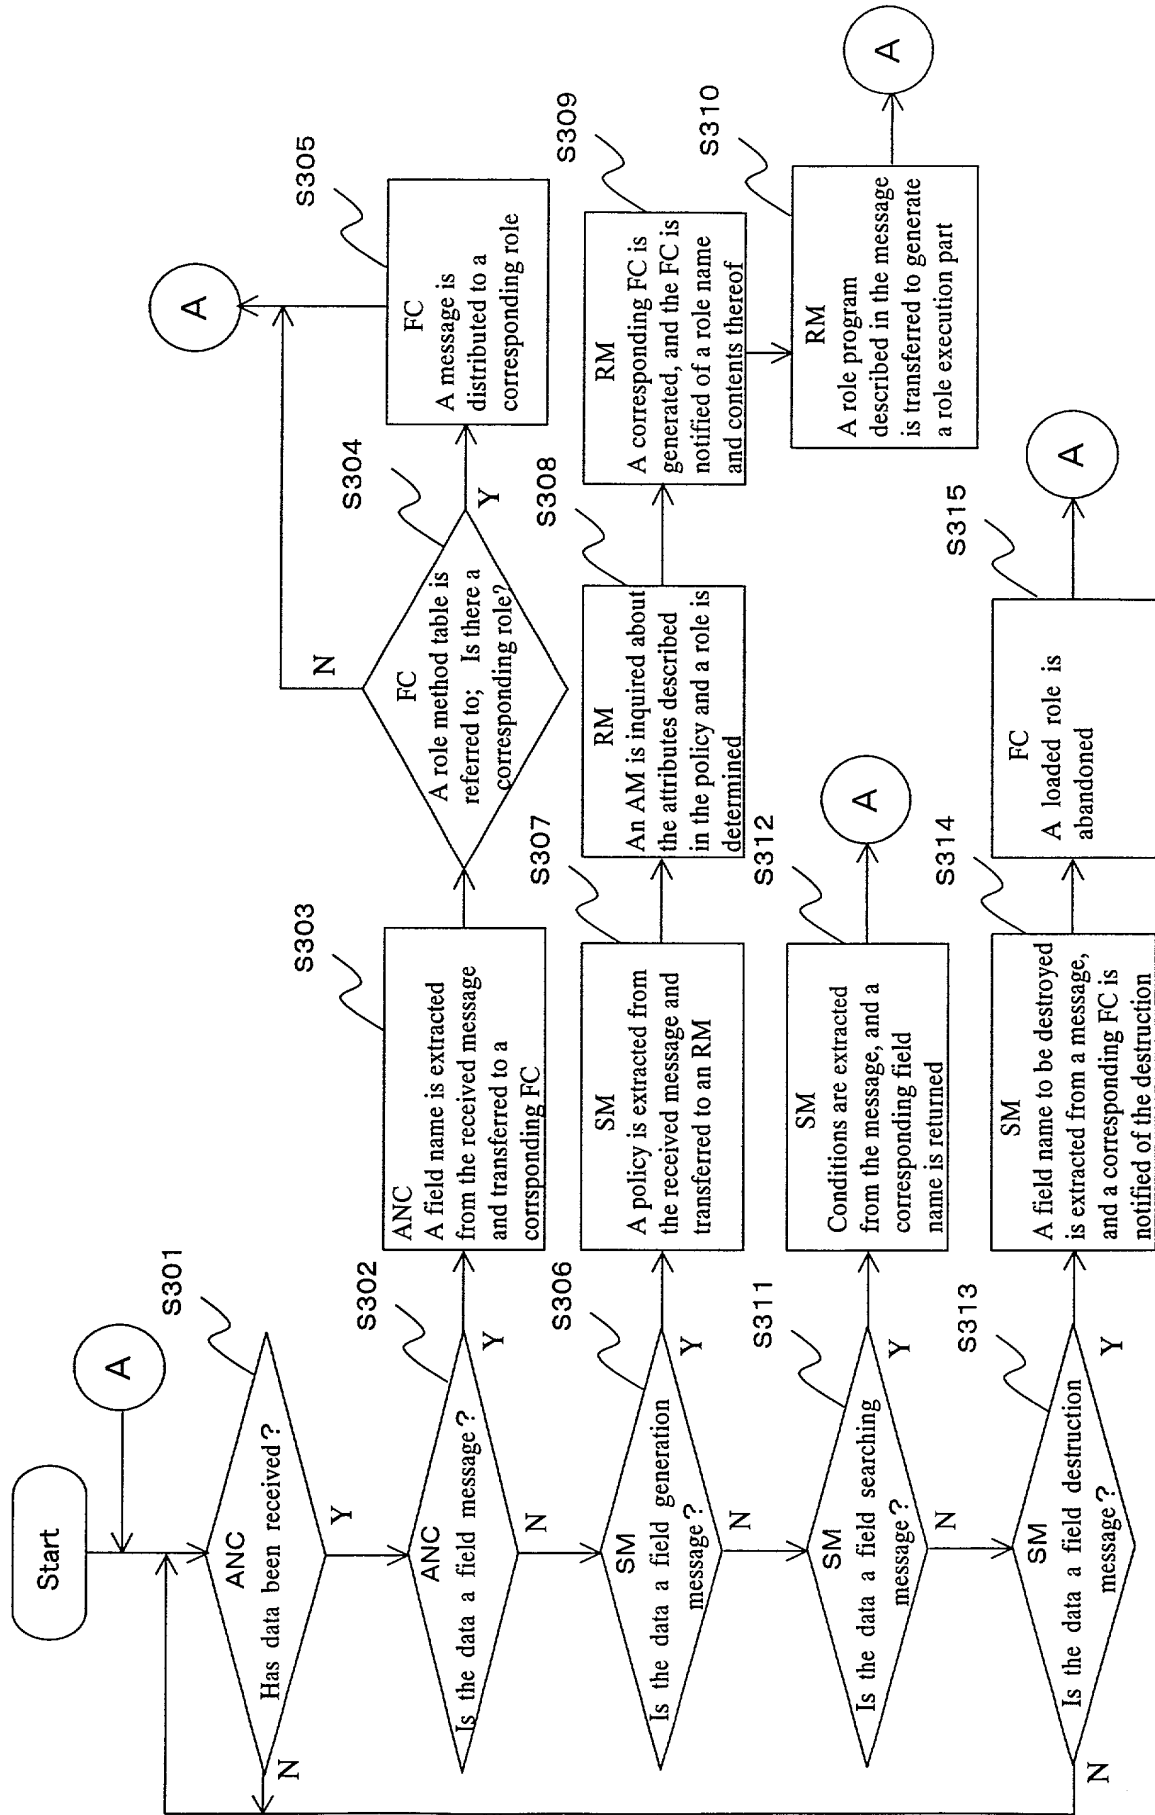 Start
A
S301
ANC
Has data been received?
N
Y
S302
ANC
Is the data a field message?
Y
N
S303
ANC
A field name is extracted
from the received message
and transferred to a
corrsponding FC
S304
FC
A role method table is
referred to; Is there a
corresponding role?
N
Y
S305
FC
A message is
distributed to a
corresponding role
A
S306
SM
Is the data a field generation
message?
Y
N
S307
SM
A policy is extracted from
the received message and
transferred to an RM
S308
RM
An AM is inquired about
the attributes described
in the policy and a role is
determined
S309
RM
A corresponding FC is
generated, and the FC is
notified of a role name
and contents thereof
S310
RM
A role program
described in the message
is transferred to generate
a role execution part
A
S311
SM
Is the data a field searching
message?
Y
N
S312
SM
Conditions are extracted
from the message, and a
corresponding field
name is returned
A
S313
SM
Is the data a field destruction
message?
Y
N
S314
SM
A field name to be destroyed
is extracted from a message,
and a corresponding FC is
notified of the destruction
S315
FC
A loaded role is
abandoned
A